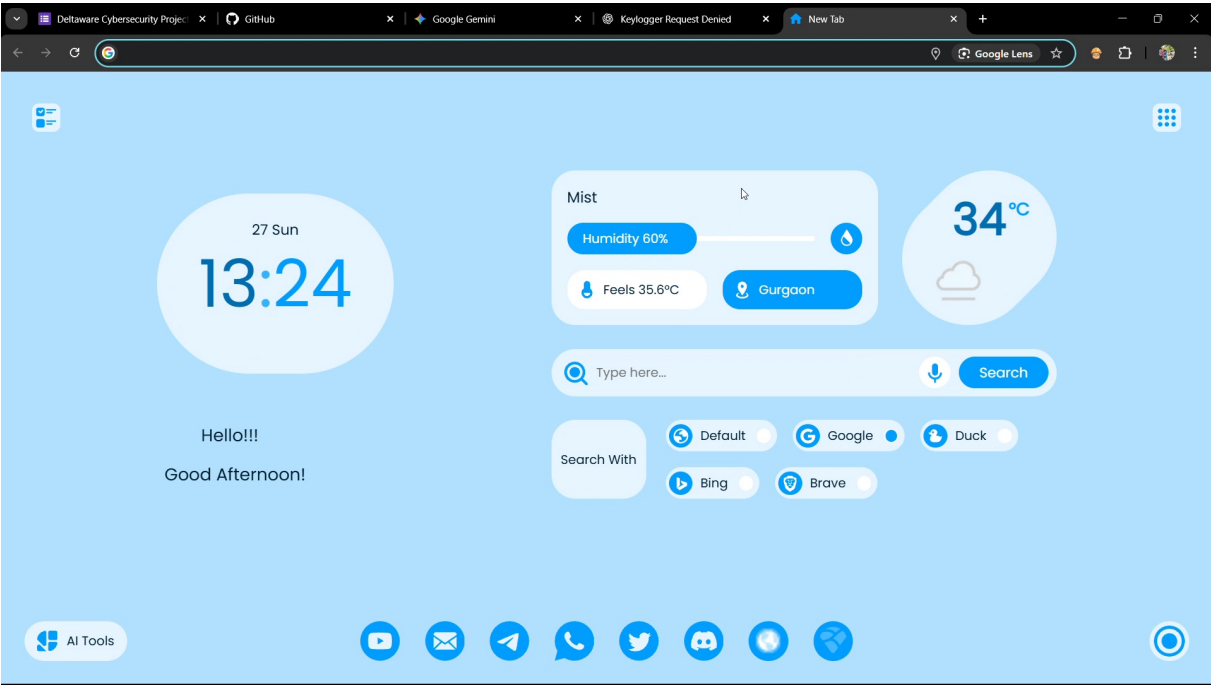 Deltaware Cybersecurity Projec
GitHub
Google Gemini
Keylogger Request Denied
New Tab
Google Lens
27 Sun
13:24
Hello!!!
Good Afternoon!
Mist
Humidity 60%
Feels 35.6°C
Gurgaon
34°C
Type here...
Search
Search With
Default
Google
Duck
Bing
Brave
AI Tools